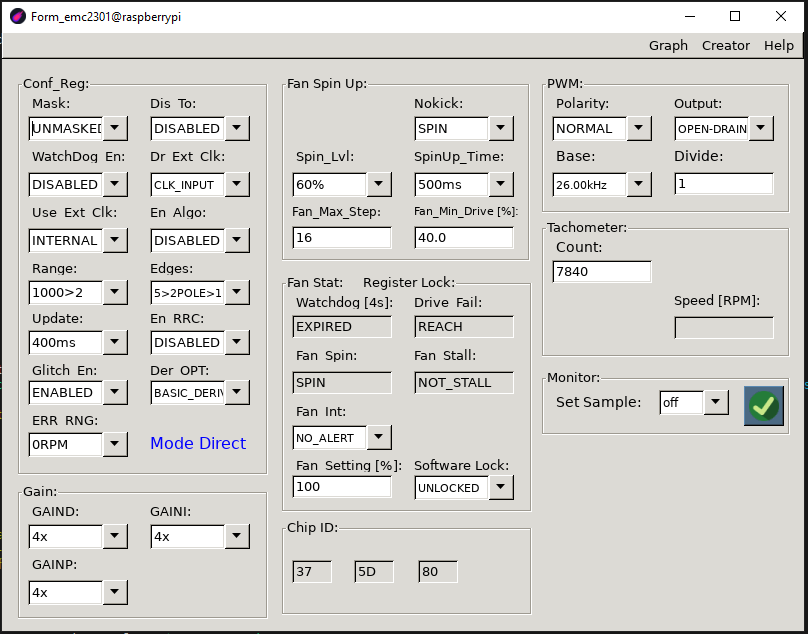 Form_emc2301@raspberrypi
Graph Creator Help
Conf_Reg:
Mask: Dis To:
UNMASKED DISABLED
WatchDog En: Dr Ext Clk:
DISABLED CLK_INPUT
Use Ext Clk: En Algo:
INTERNAL DISABLED
Range: Edges:
1000>2 5>2POLE>1
Update: En RRC:
400ms DISABLED
Glitch En: Der OPT:
ENABLED BASIC_DERIV
ERR RNG:
0RPM Mode Direct
Gain:
GAIND: GAINI:
4x 4x
GAINP:
4x
Fan Spin Up:
Nokick:
SPIN
Spin_Lvl: SpinUp_Time:
60% 500ms
Fan_Max_Step: Fan_Min_Drive [%]:
16 40.0
Fan Stat: Register Lock:
Watchdog [4s]: Drive Fail:
EXPIRED REACH
Fan Spin: Fan Stall:
SPIN NOT_STALL
Fan Int:
NO_ALERT
Fan Setting [%]: Software Lock:
100 UNLOCKED
Chip ID:
37 5D 80
PWM:
Polarity: Output:
NORMAL OPEN-DRAIN
Base: Divide:
26.00kHz 1
Tachometer:
Count:
7840
Speed [RPM]:
Monitor:
Set Sample: off